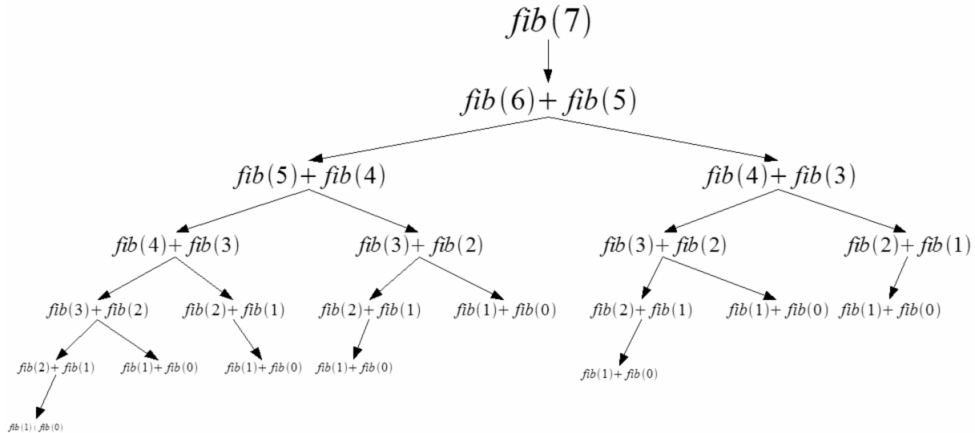 fib(7)
fib(6)+ fib(5)
fib(5)+ fib(4) fib(4)+ fib(3)
fib(4)+ fib(3) fib(3)+ fib(2) fib(3)+ fib(2) fib(2)+ fib(1)
fib(3)+ fib(2) fib(2)+ fib(1) fib(2)+ fib(1) fib(1)+ fib(0) fib(2)+ fib(1) fib(1)+ fib(0) fib(1)+ fib(0)
fib(2)+ fib(1) fib(1)+ fib(0) fib(1)+ fib(0) fib(1)+ fib(0) fib(1)+ fib(0)
fib(1)+ fib(0)